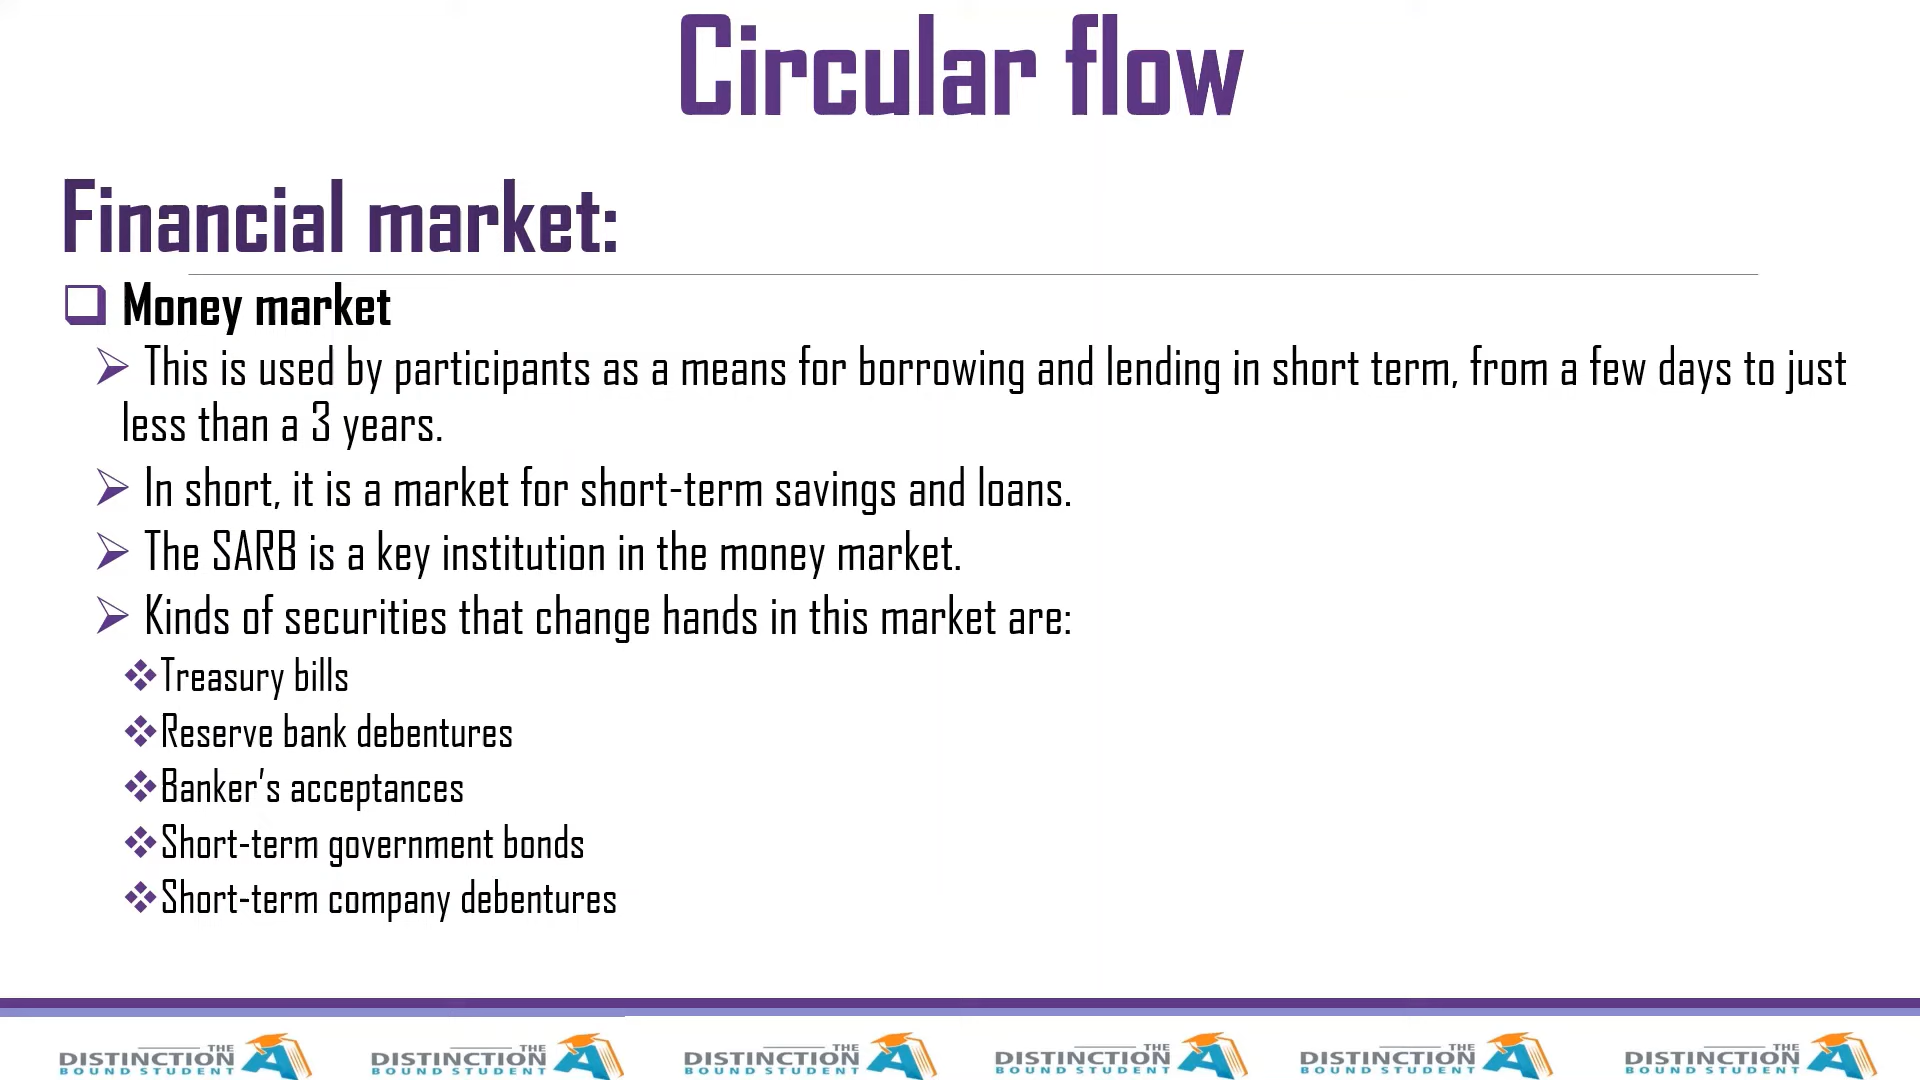 Circular flow
Financial market:
Money market
This is used by participants as a means for borrowing and lending in short term, from a few days to just
less than a 3 years.
In short, it is a market for short-term savings and loans.
The SARB is a key institution in the money market.
Kinds of securities that change hands in this market are:
Treasury bills
Reserve bank debentures
Banker’s acceptances
Short-term government bonds
Short-term company debentures
THE DISTINCTION BOUND STUDENT A
THE DISTINCTION BOUND STUDENT A
THE DISTINCTION BOUND STUDENT A
THE DISTINCTION BOUND STUDENT A
THE DISTINCTION BOUND STUDENT A
THE DISTINCTION BOUND STUDENT A